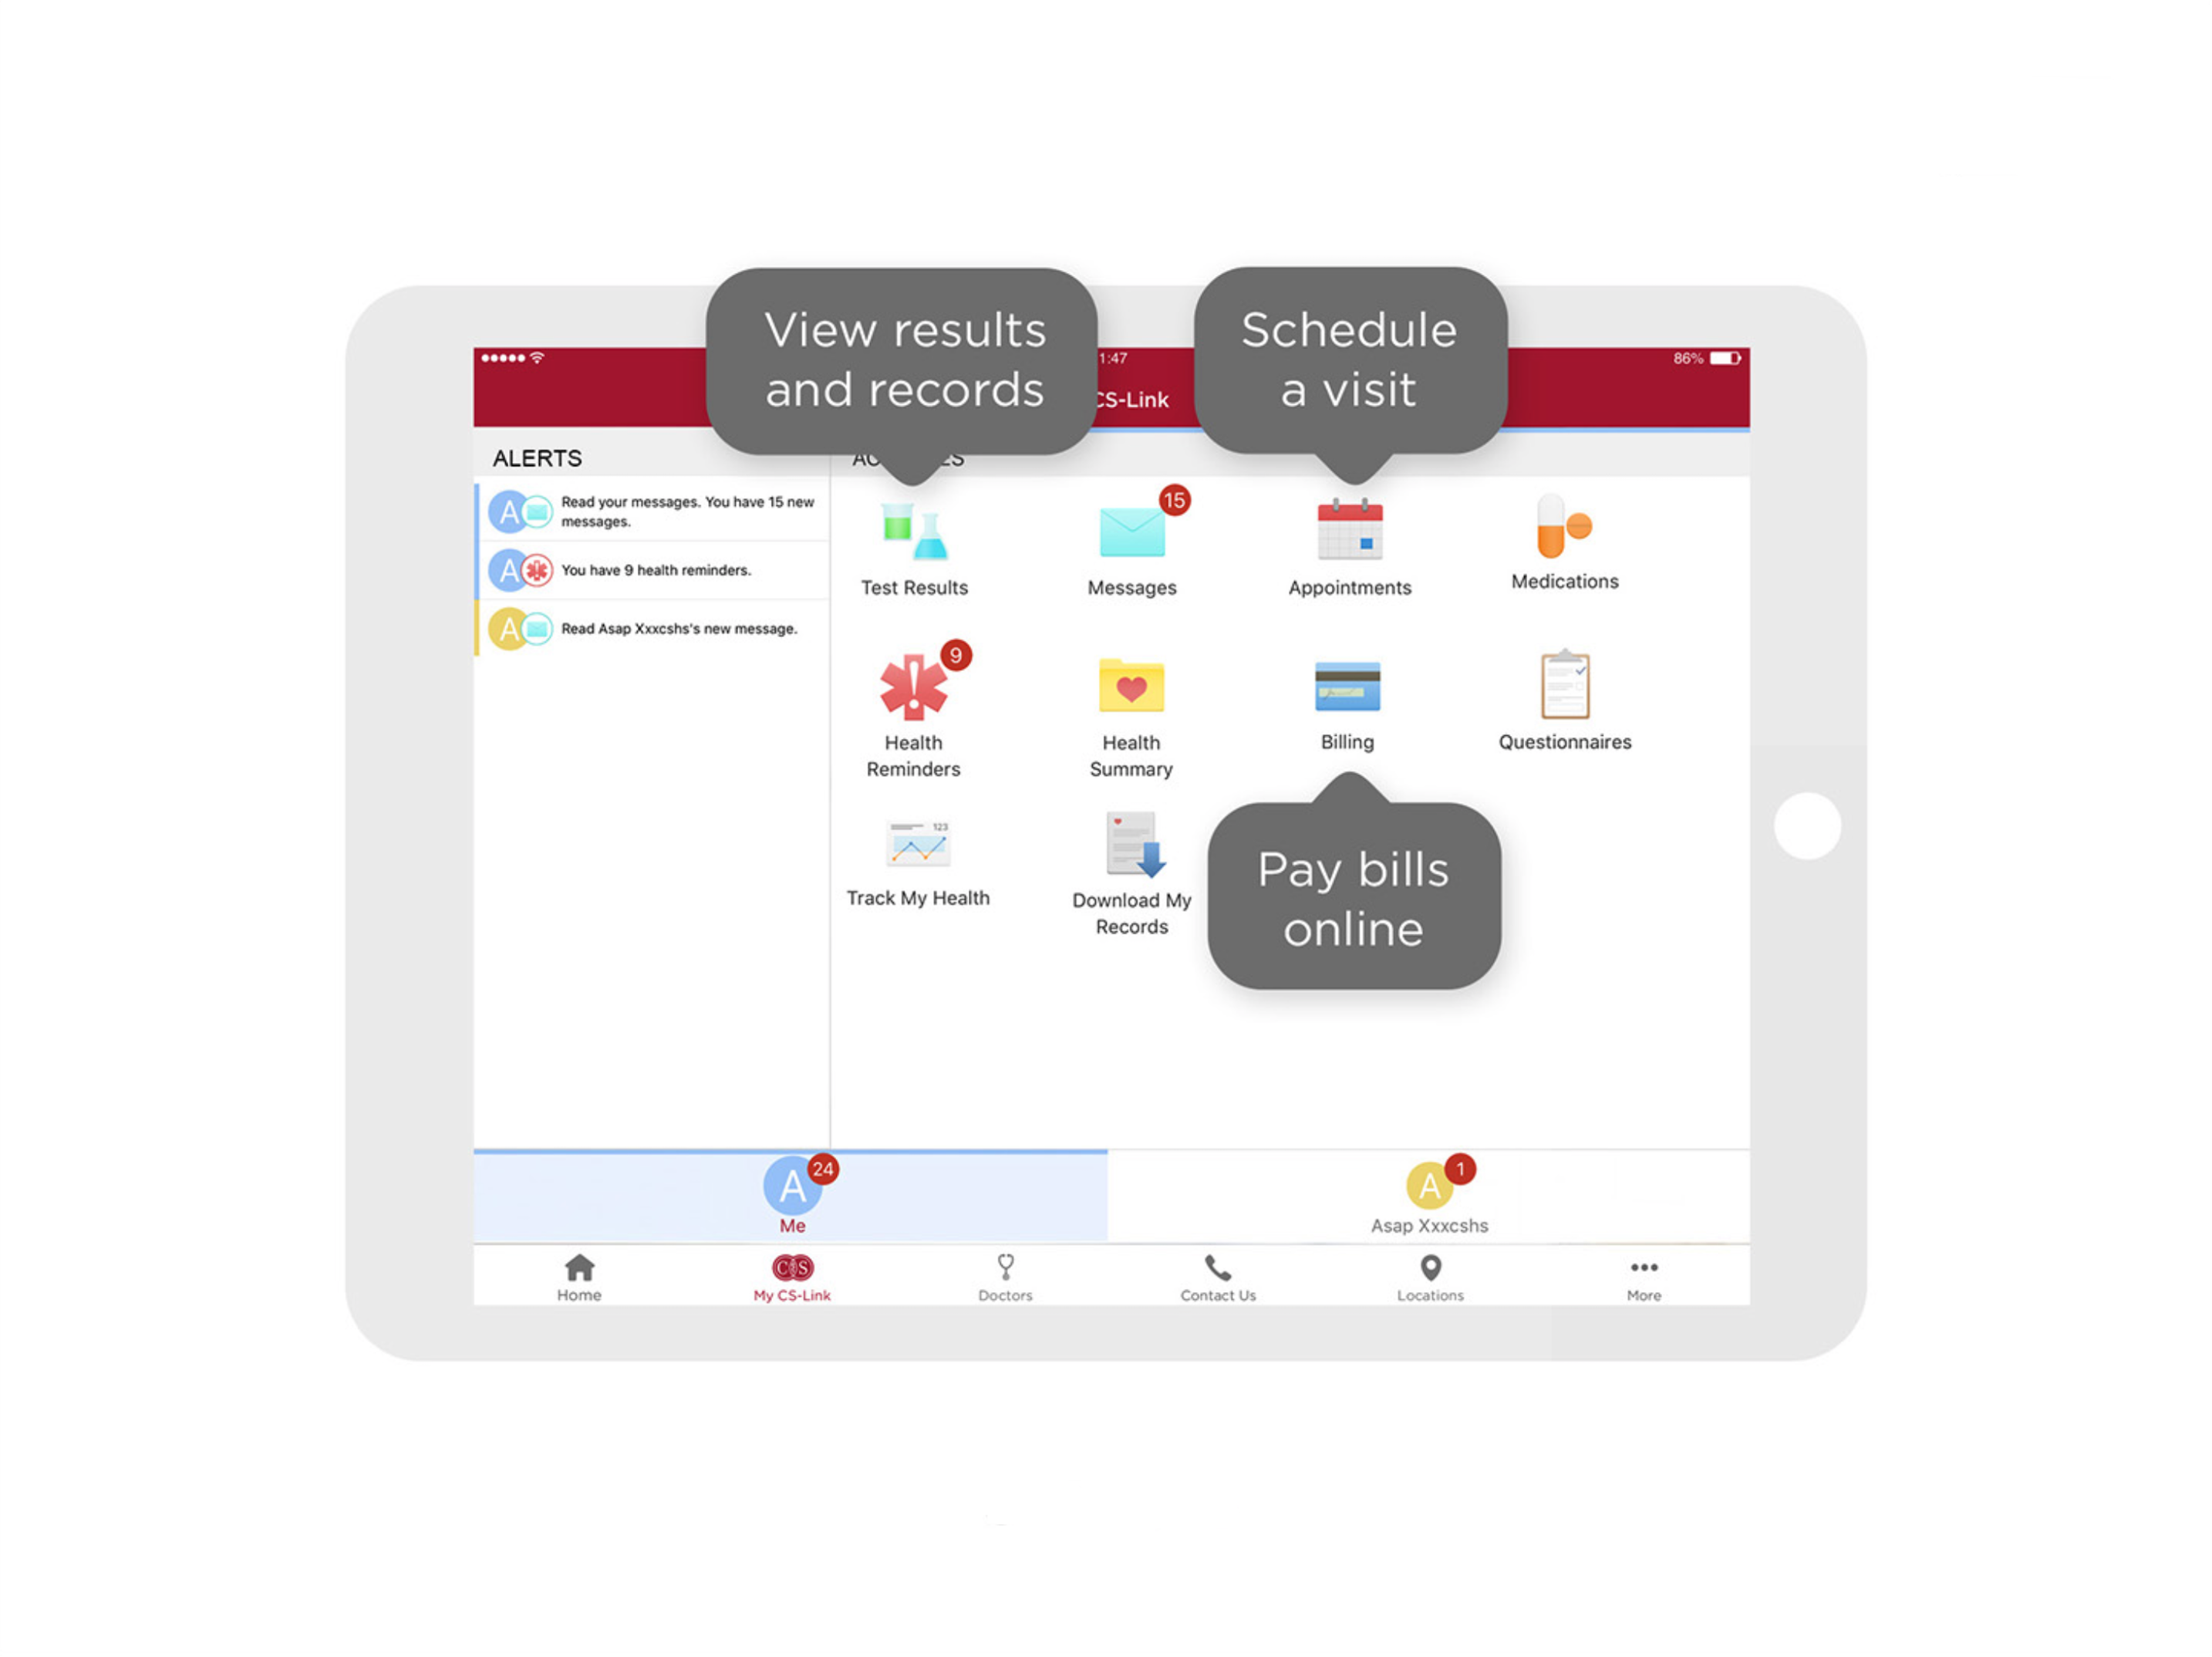 View results
and records
Schedule
a visit
1:47
86%
CS-Link
ALERTS
Read your messages. You have 15 new
messages.
You have 9 health reminders.
Read Asap Xxxcshs's new message.
A
A
A
15
Test Results
Messages
Appointments
Medications
9
Health
Reminders
Health
Summary
Billing
Questionnaires
123
Track My Health
Download My
Records
Pay bills
online
A
24
Me
A
1
Asap Xxxcshs
Home
C S
My CS-Link
Doctors
Contact Us
Locations
More